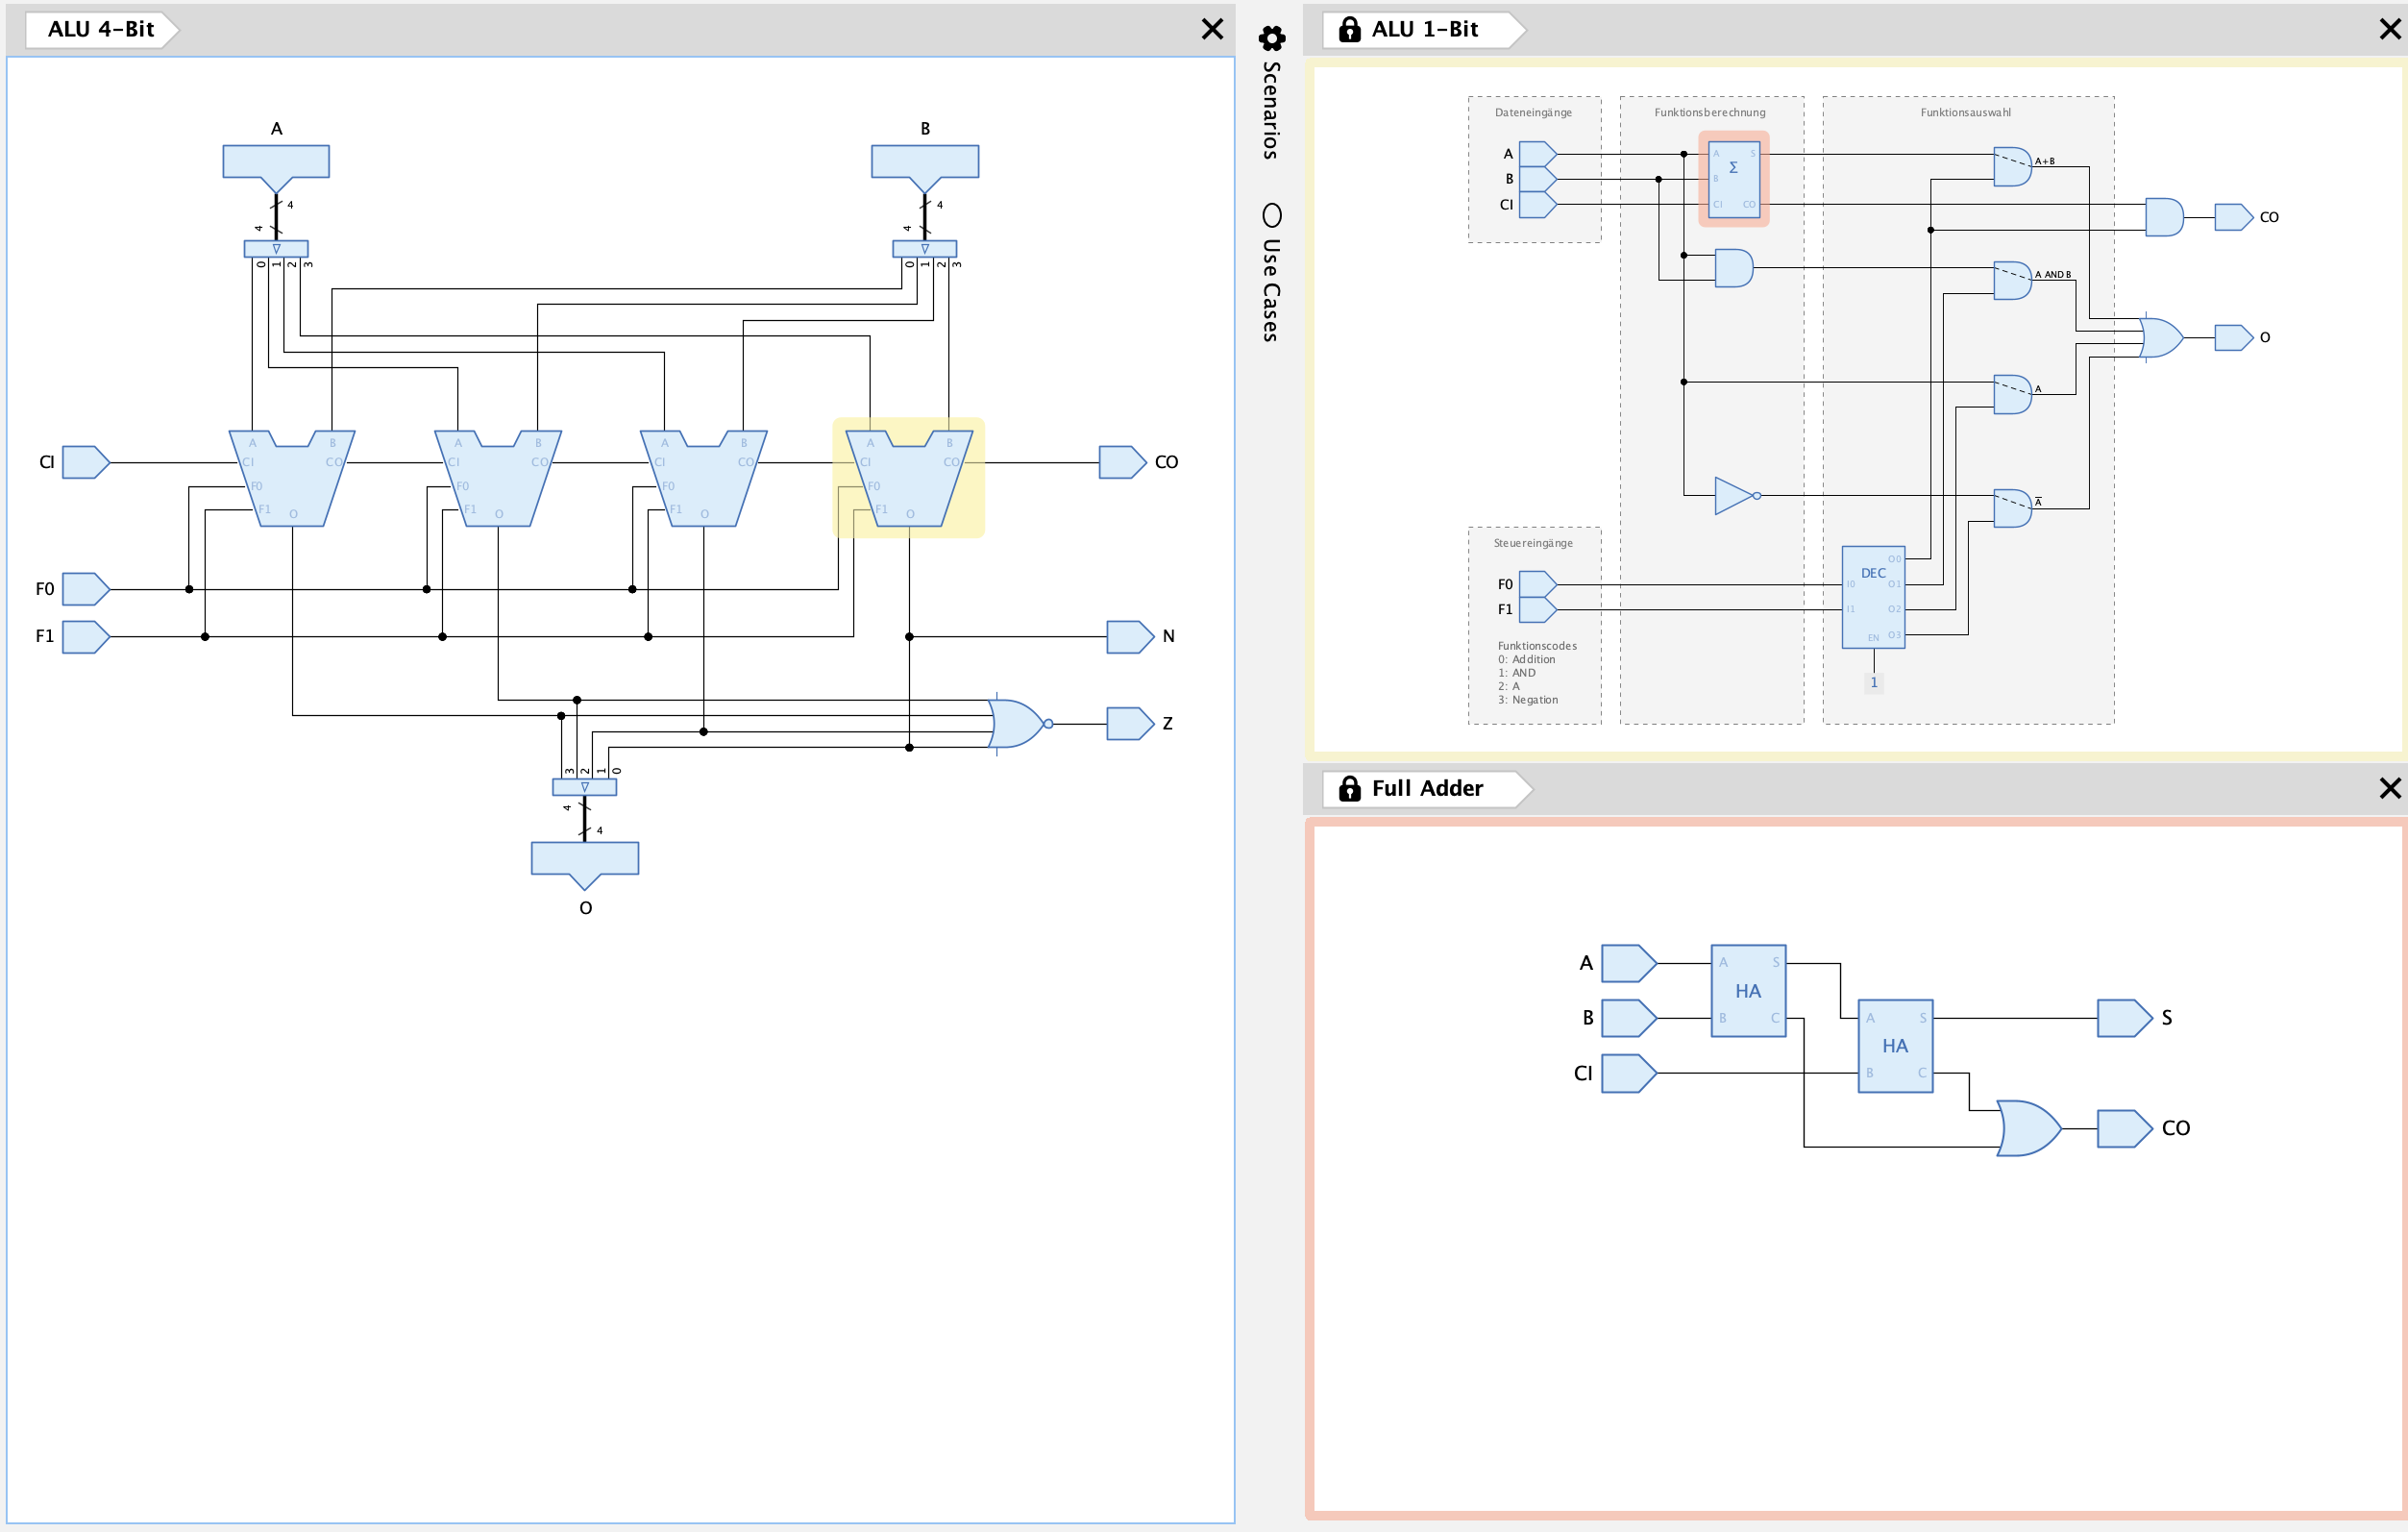 ALU 4-Bit
A
B
4
4
4
4
0 1 2 3
0 1 2 3
A B
A B
A B
A B
CI
CI CO
CI CO
CI CO
CI CO
CO
F0
F0
F0
F0
F1
F1
F1
F1
O
O
O
O
F0
F1
N
Z
3 2 1 0
4
4
O
Scenarios
Use Cases
ALU 1-Bit
Dateneingänge
Funktionsberechnung
Funktionsauswahl
A
B
CI
A S
Σ
B
CI CO
A+B
CO
A AND B
O
A
A̅
Steuereingänge
F0
F1
DEC
O0
I0 O1
I1 O2
EN O3
1
Funktionscodes
0: Addition
1: AND
2: A
3: Negation
Full Adder
A
B
CI
A S
HA
B C
A S
HA
B C
S
CO